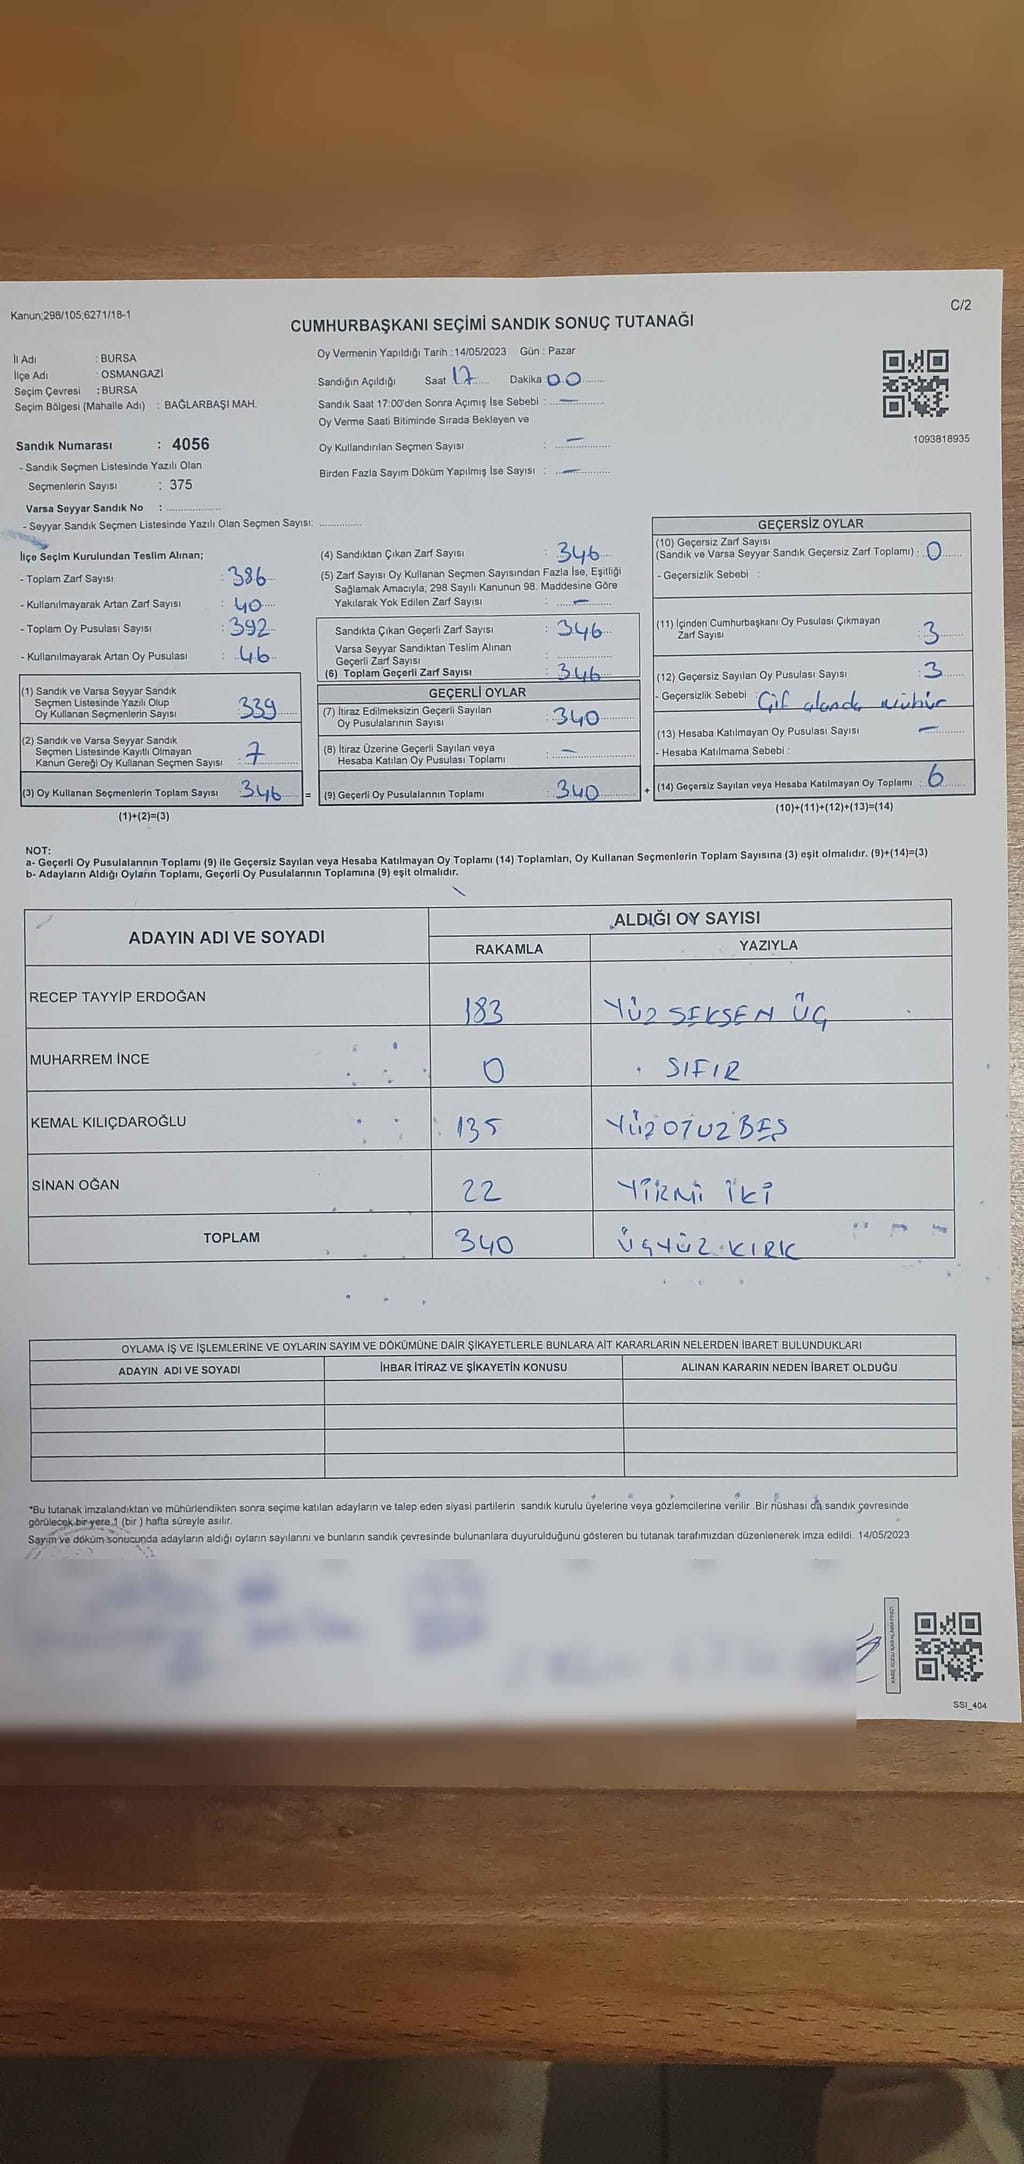 Kanun;298/105;6271/18-1
C/2
CUMHURBAŞKANI SEÇİMİ SANDIK SONUÇ TUTANAĞI
İl Adı : BURSA
İlçe Adı : OSMANGAZİ
Seçim Çevresi : BURSA
Seçim Bölgesi (Mahalle Adı) : BAĞLARBAŞI MAH.
Oy Vermenin Yapıldığı Tarih : 14/05/2023 Gün : Pazar
Sandığın Açıldığı Saat 17 Dakika 00
Sandık Saat 17:00'den Sonra Açımış İse Sebebi : —
Oy Verme Saati Bitiminde Sırada Bekleyen ve
Oy Kullandırılan Seçmen Sayısı : —
Birden Fazla Sayım Döküm Yapılmış İse Sayısı : —
1093818935
Sandık Numarası : 4056
- Sandık Seçmen Listesinde Yazılı Olan
Seçmenlerin Sayısı : 375
Varsa Seyyar Sandık No :
- Seyyar Sandık Seçmen Listesinde Yazılı Olan Seçmen Sayısı:
İlçe Seçim Kurulundan Teslim Alınan;
- Toplam Zarf Sayısı : 386
- Kullanılmayarak Artan Zarf Sayısı : 40
- Toplam Oy Pusulası Sayısı : 392
- Kullanılmayarak Artan Oy Pusulası : 46
(1) Sandık ve Varsa Seyyar Sandık
Seçmen Listesinde Yazılı Olup
Oy Kullanan Seçmenlerin Sayısı : 339
(2) Sandık ve Varsa Seyyar Sandık
Seçmen Listesinde Kayıtlı Olmayan
Kanun Gereği Oy Kullanan Seçmen Sayısı : 7
(3) Oy Kullanan Seçmenlerin Toplam Sayısı : 346 =
(1)+(2)=(3)
(4) Sandıktan Çıkan Zarf Sayısı : 346
(5) Zarf Sayısı Oy Kullanan Seçmen Sayısından Fazla İse, Eşitliği
Sağlamak Amacıyla; 298 Sayılı Kanunun 98. Maddesine Göre
Yakılarak Yok Edilen Zarf Sayısı : —
Sandıkta Çıkan Geçerli Zarf Sayısı : 346
Varsa Seyyar Sandıktan Teslim Alınan
Geçerli Zarf Sayısı :
(6) Toplam Geçerli Zarf Sayısı : 346
GEÇERLİ OYLAR
(7) İtiraz Edilmeksizin Geçerli Sayılan
Oy Pusulalarının Sayısı : 340
(8) İtiraz Üzerine Geçerli Sayılan veya
Hesaba Katılan Oy Pusulası Toplamı : —
(9) Geçerli Oy Pusulalarının Toplamı : 340 +
GEÇERSİZ OYLAR
(10) Geçersiz Zarf Sayısı
(Sandık ve Varsa Seyyar Sandık Geçersiz Zarf Toplamı) : 0
- Geçersizlik Sebebi :
(11) İçinden Cumhurbaşkanı Oy Pusulası Çıkmayan
Zarf Sayısı : 3
(12) Geçersiz Sayılan Oy Pusulası Sayısı : 3
- Geçersizlik Sebebi : Çif alanda mühür
(13) Hesaba Katılmayan Oy Pusulası Sayısı : —
- Hesaba Katılmama Sebebi :
(14) Geçersiz Sayılan veya Hesaba Katılmayan Oy Toplamı : 6
(10)+(11)+(12)+(13)=(14)
NOT:
a- Geçerli Oy Pusulalarının Toplamı (9) ile Geçersiz Sayılan veya Hesaba Katılmayan Oy Toplamı (14) Toplamları, Oy Kullanan Seçmenlerin Toplam Sayısına (3) eşit olmalıdır. (9)+(14)=(3)
b- Adayların Aldığı Oyların Toplamı, Geçerli Oy Pusulalarının Toplamına (9) eşit olmalıdır.
ADAYIN ADI VE SOYADI
ALDIĞI OY SAYISI
RAKAMLA YAZIYLA
RECEP TAYYİP ERDOĞAN 183 YÜZ SEKSEN ÜÇ
MUHARREM İNCE 0 SIFIR
KEMAL KILIÇDAROĞLU 135 YÜZ OTUZ BEŞ
SİNAN OĞAN 22 YİRMİ İKİ
TOPLAM 340 ÜÇYÜZ KIRK
OYLAMA İŞ VE İŞLEMLERİNE VE OYLARIN SAYIM VE DÖKÜMÜNE DAİR ŞİKAYETLERLE BUNLARA AİT KARARLARIN NELERDEN İBARET BULUNDUKLARI
ADAYIN ADI VE SOYADI İHBAR İTİRAZ VE ŞİKAYETİN KONUSU ALINAN KARARIN NEDEN İBARET OLDUĞU
*Bu tutanak imzalandıktan ve mühürlendikten sonra seçime katılan adayların ve talep eden siyasi partilerin sandık kurulu üyelerine veya gözlemcilerine verilir .Bir nüshası da sandık çevresinde
görülecek bir yere 1 (bir ) hafta süreyle asılır.
Sayım ve döküm sonucunda adayların aldığı oyların sayılarını ve bunların sandık çevresinde bulunanlara duyurulduğunu gösteren bu tutanak tarafımızdan düzenlenerek imza edildi. 14/05/2023
SSI_404